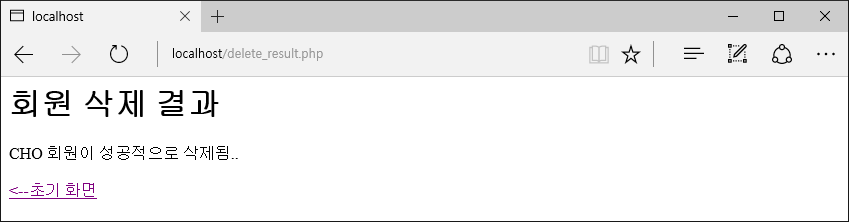 localhost
localhost/delete_result.php
회원 삭제 결과
CHO 회원이 성공적으로 삭제됨..
<--초기 화면